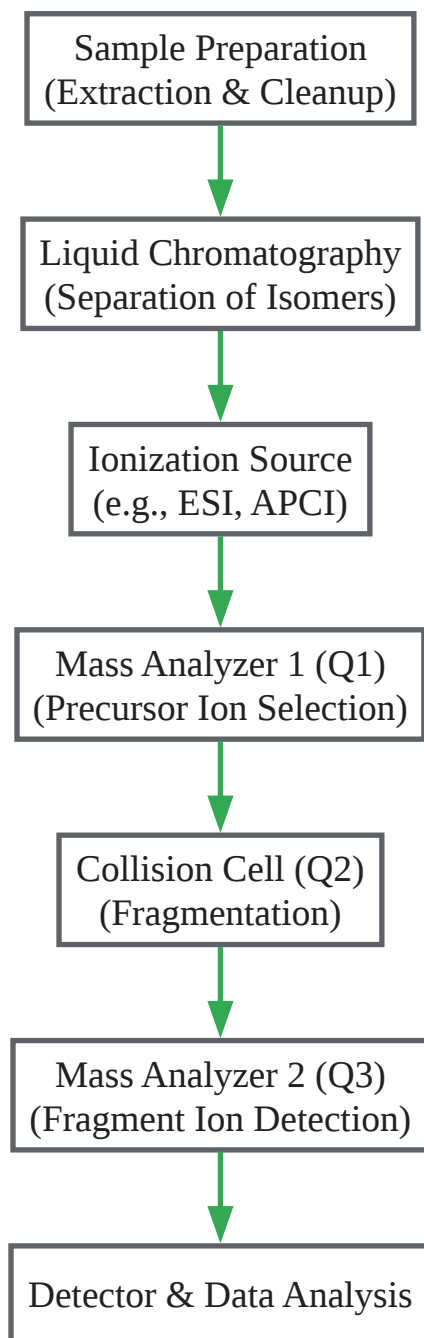 Sample Preparation
(Extraction & Cleanup)
Liquid Chromatography
(Separation of Isomers)
Ionization Source
(e.g., ESI, APCI)
Mass Analyzer 1 (Q1)
(Precursor Ion Selection)
Collision Cell (Q2)
(Fragmentation)
Mass Analyzer 2 (Q3)
(Fragment Ion Detection)
Detector & Data Analysis